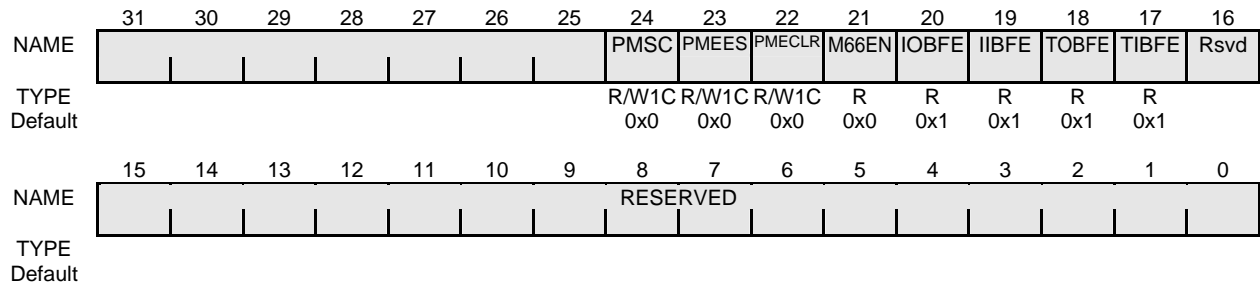 31 30 29 28 27 26 25 24 23 22 21 20 19 18 17 16
NAME PMSC PMEES PMECLR M66EN IOBFE IIBFE TOBFE TIBFE Rsvd
TYPE R/W1C R/W1C R/W1C R R R R R
Default 0x0 0x0 0x0 0x0 0x1 0x1 0x1 0x1
15 14 13 12 11 10 9 8 7 6 5 4 3 2 1 0
NAME RESERVED
TYPE
Default